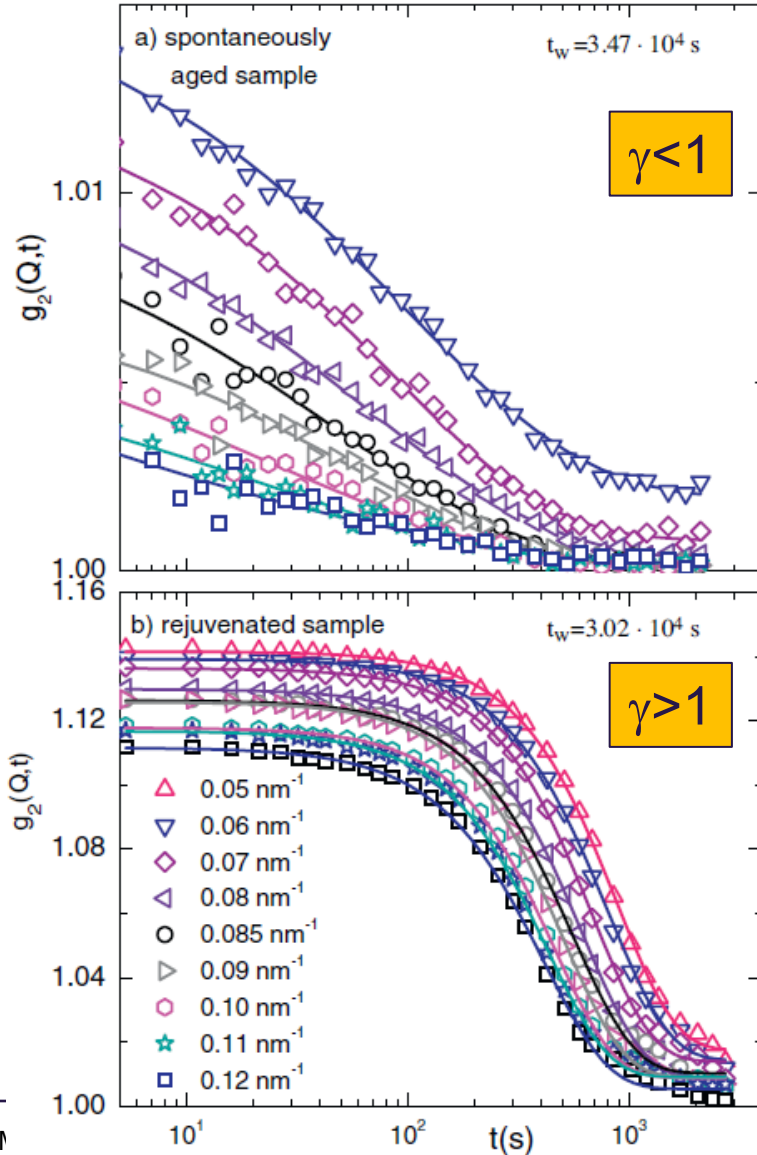 a) spontaneously
aged sample
t_w=3.47 · 10^4 s
γ<1
1.01
g_2(Q,t)
1.00
1.16
b) rejuvenated sample
t_w=3.02 · 10^4 s
γ>1
1.12
g_2(Q,t)
0.05 nm^-1
0.06 nm^-1
1.08
0.07 nm^-1
0.08 nm^-1
0.085 nm^-1
0.09 nm^-1
1.04
0.10 nm^-1
0.11 nm^-1
0.12 nm^-1
1.00
10^1
10^2
t(s)
10^3